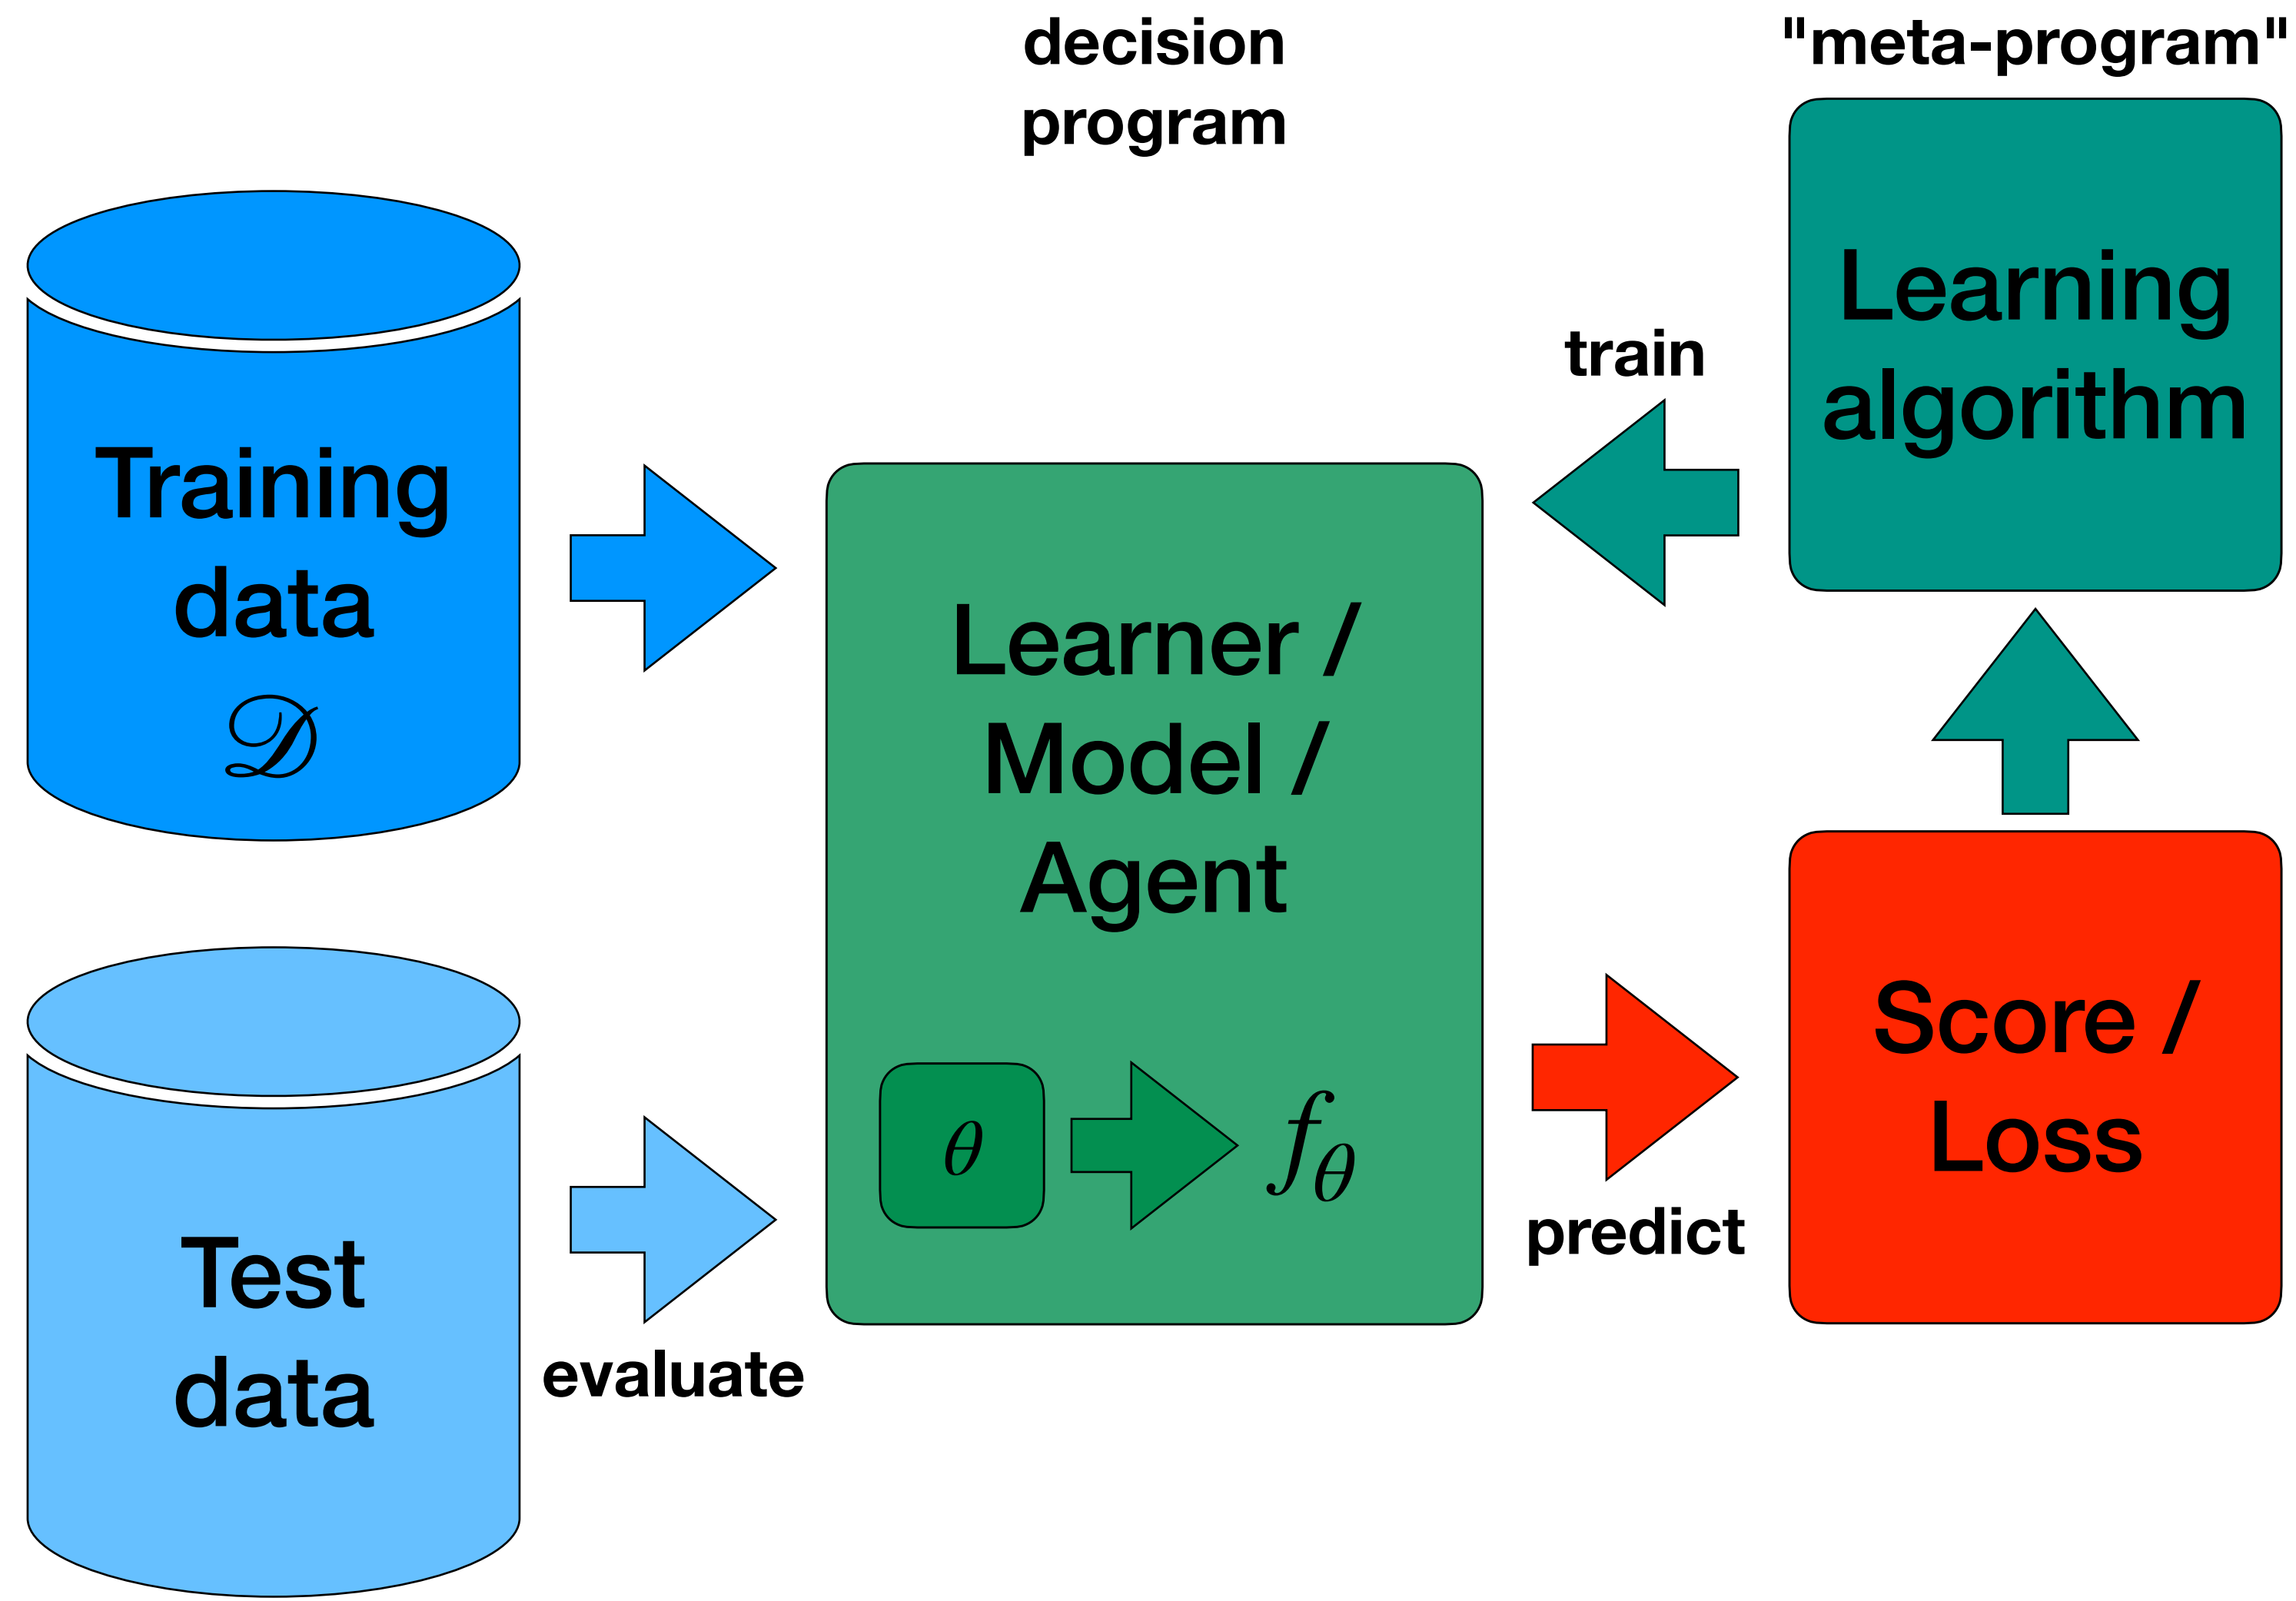 decision
program
"meta-program"
Training
data
𝒟
Learner /
Model /
Agent
θ
f_θ
train
Learning
algorithm
Test
data
evaluate
predict
Score /
Loss